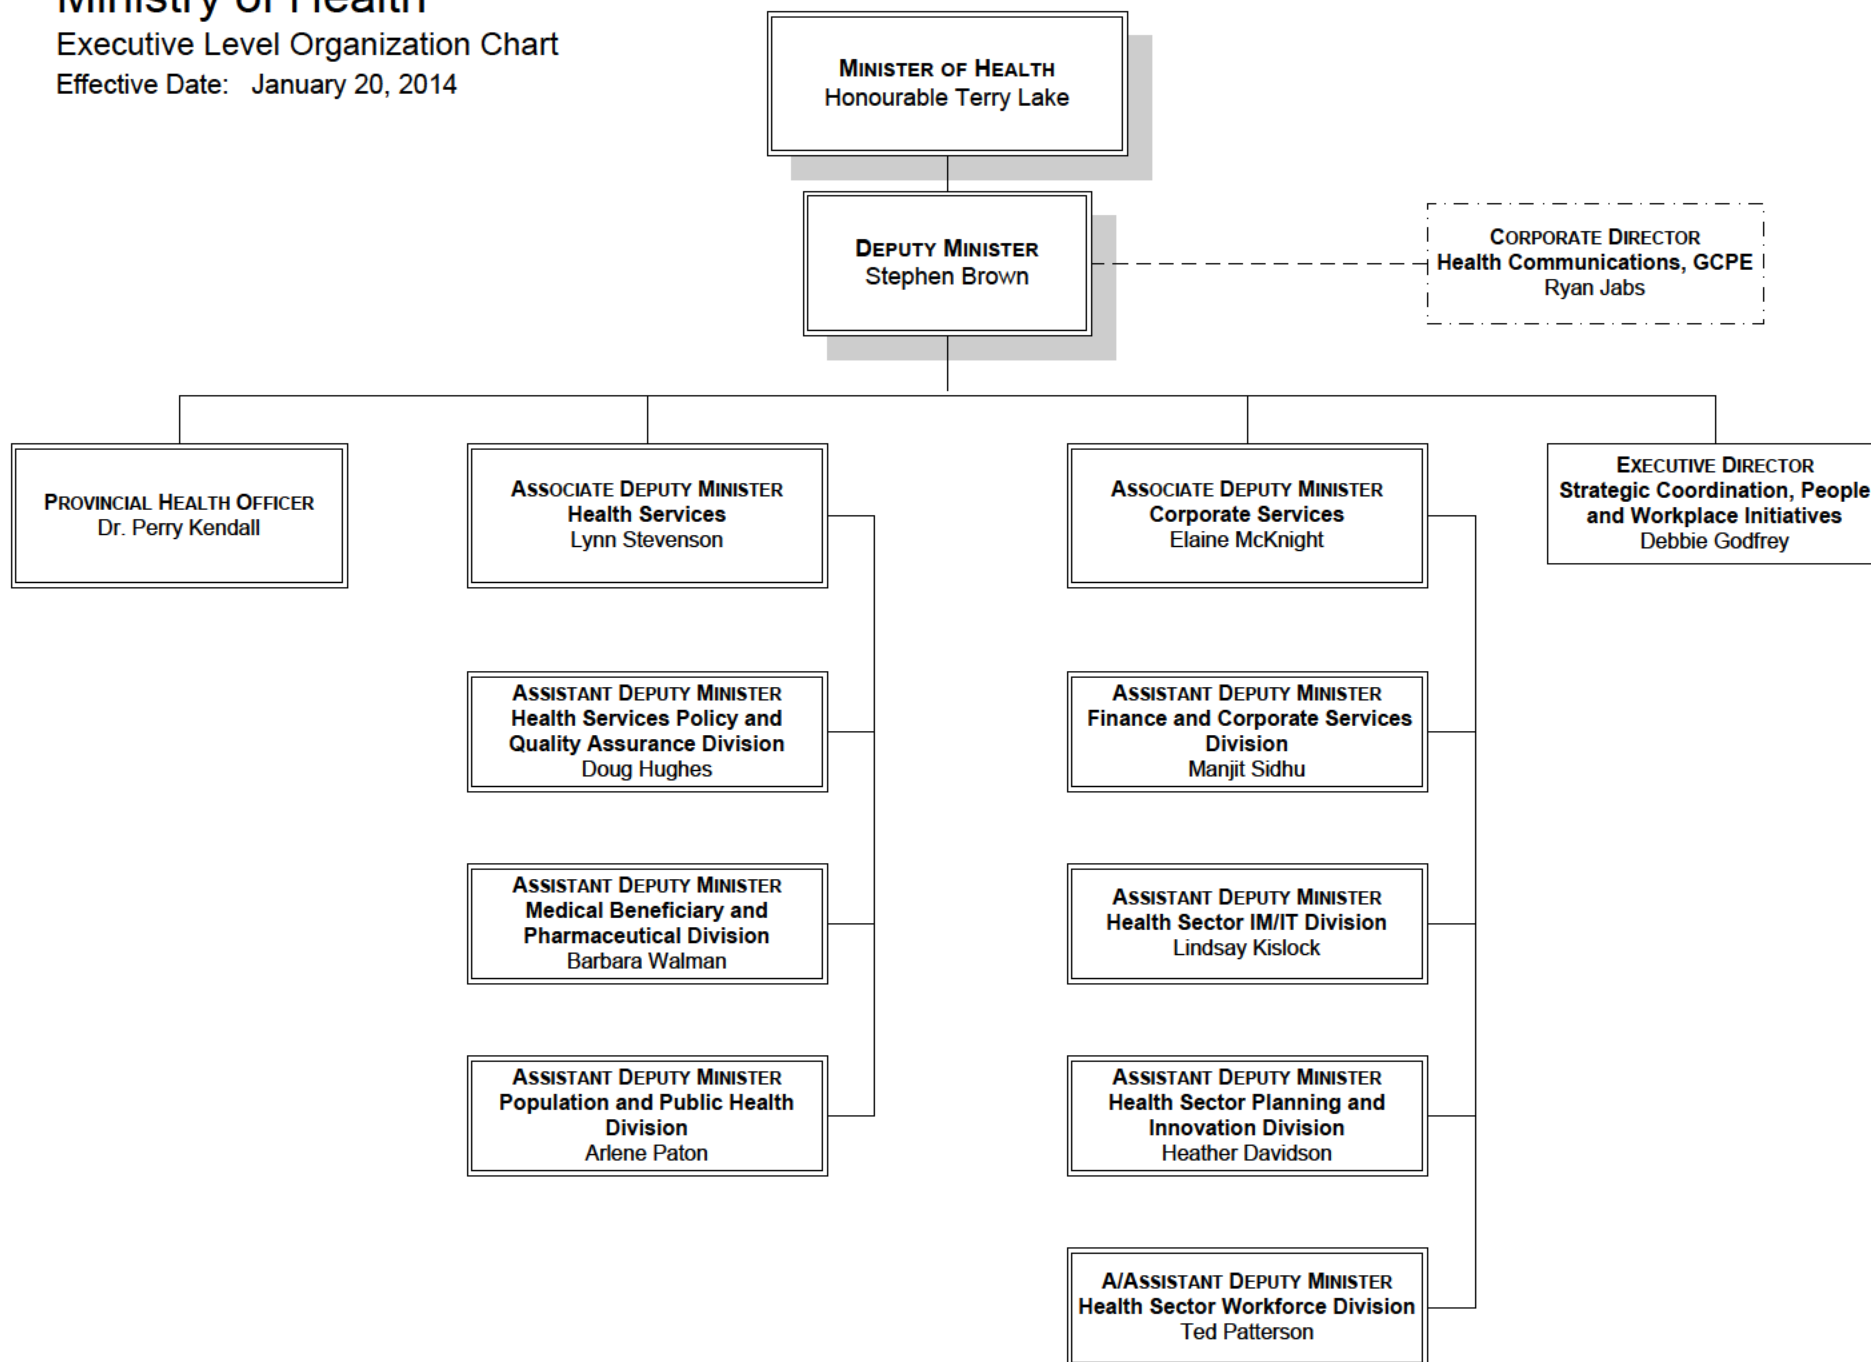 Ministry of Health
Executive Level Organization Chart
Effective Date: January 20, 2014
MINISTER OF HEALTH
Honourable Terry Lake
DEPUTY MINISTER
Stephen Brown
CORPORATE DIRECTOR
Health Communications, GCPE
Ryan Jabs
PROVINCIAL HEALTH OFFICER
Dr. Perry Kendall
ASSOCIATE DEPUTY MINISTER
Health Services
Lynn Stevenson
ASSOCIATE DEPUTY MINISTER
Corporate Services
Elaine McKnight
EXECUTIVE DIRECTOR
Strategic Coordination, People
and Workplace Initiatives
Debbie Godfrey
ASSISTANT DEPUTY MINISTER
Health Services Policy and
Quality Assurance Division
Doug Hughes
ASSISTANT DEPUTY MINISTER
Finance and Corporate Services
Division
Manjit Sidhu
ASSISTANT DEPUTY MINISTER
Medical Beneficiary and
Pharmaceutical Division
Barbara Walman
ASSISTANT DEPUTY MINISTER
Health Sector IM/IT Division
Lindsay Kislock
ASSISTANT DEPUTY MINISTER
Population and Public Health
Division
Arlene Paton
ASSISTANT DEPUTY MINISTER
Health Sector Planning and
Innovation Division
Heather Davidson
A/ASSISTANT DEPUTY MINISTER
Health Sector Workforce Division
Ted Patterson